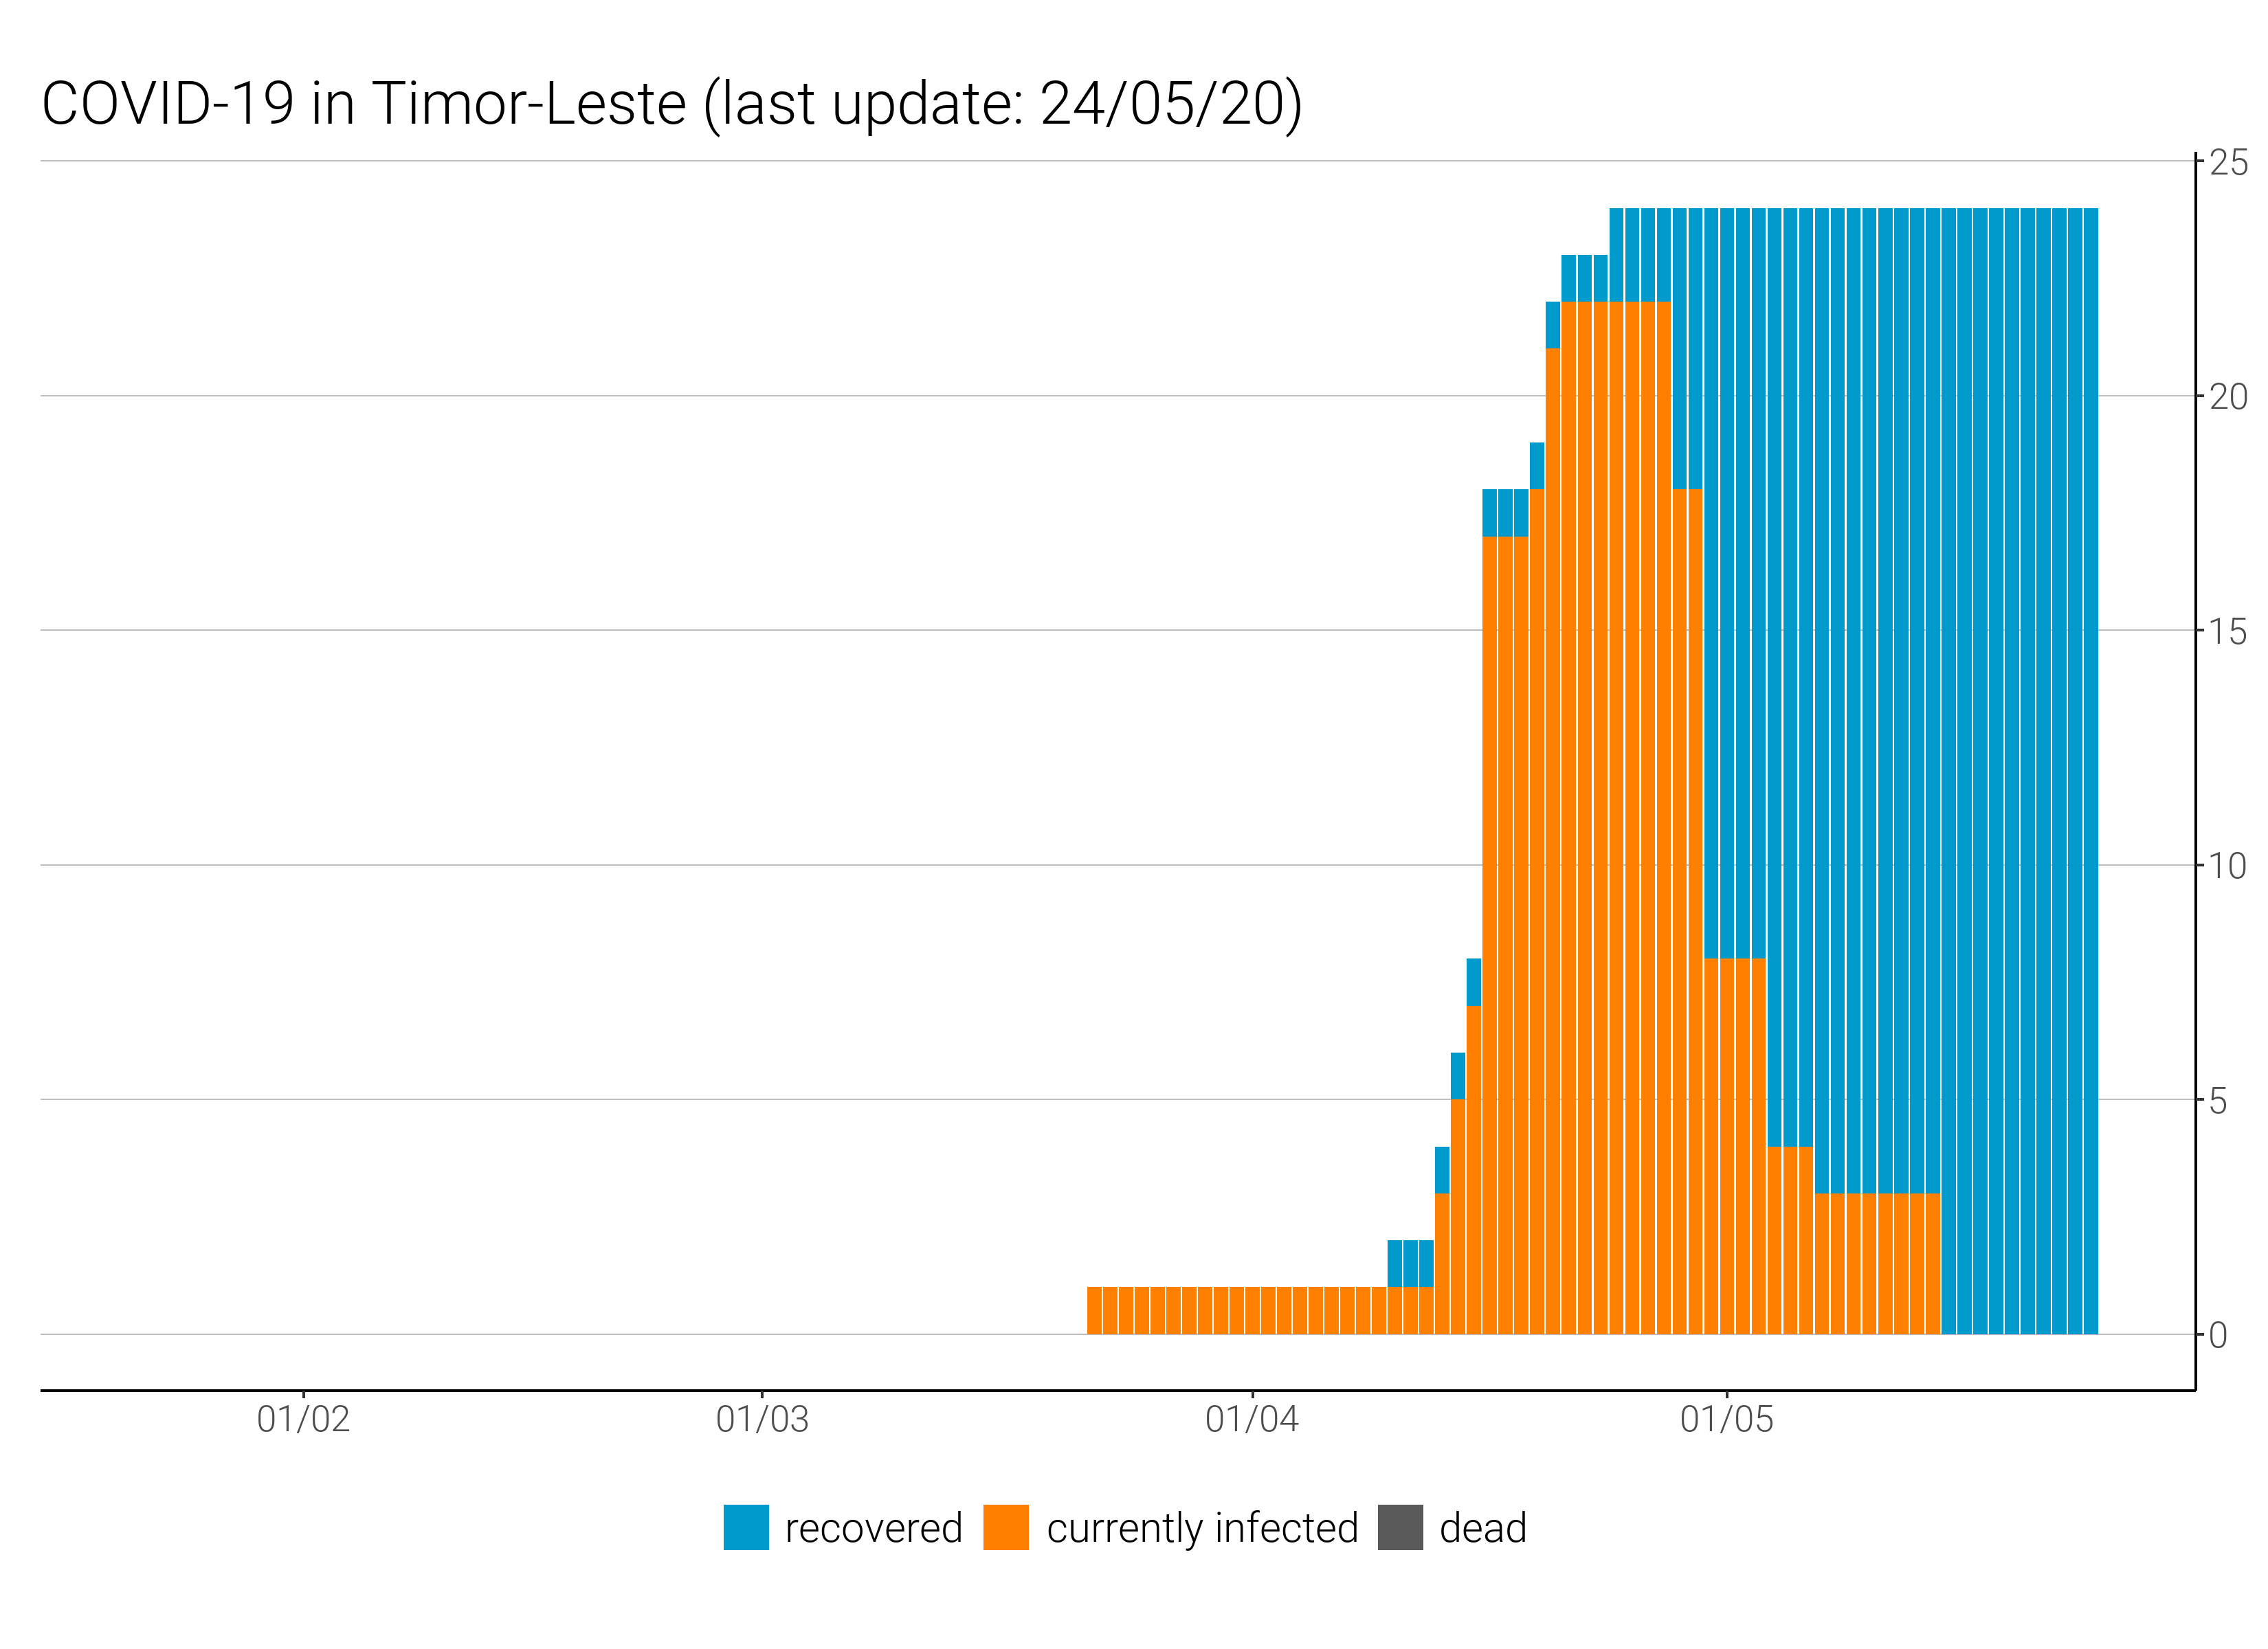 COVID-19 in Timor-Leste (last update: 24/05/20)
25
20
15
10
5
0
01/02 01/03 01/04 01/05
recovered currently infected dead